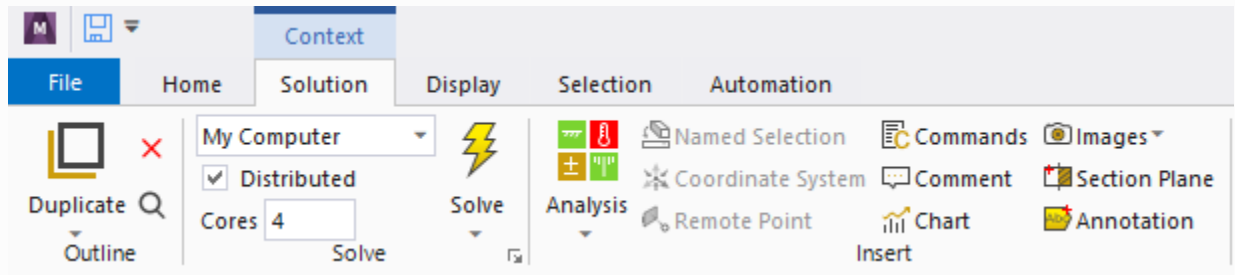 M
Context
File Home Solution Display Selection Automation
My Computer
Named Selection Commands Images
Distributed
Coordinate System Comment Section Plane
Duplicate Cores 4 Solve Analysis Remote Point Chart Annotation
Outline Solve Insert